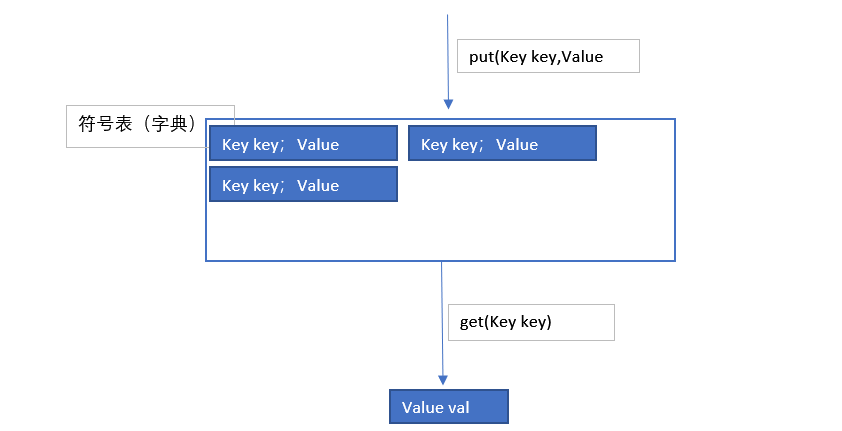 put(Key key,Value
符号表（字典）
Key key；Value
Key key；Value
Key key；Value
get(Key key)
Value val